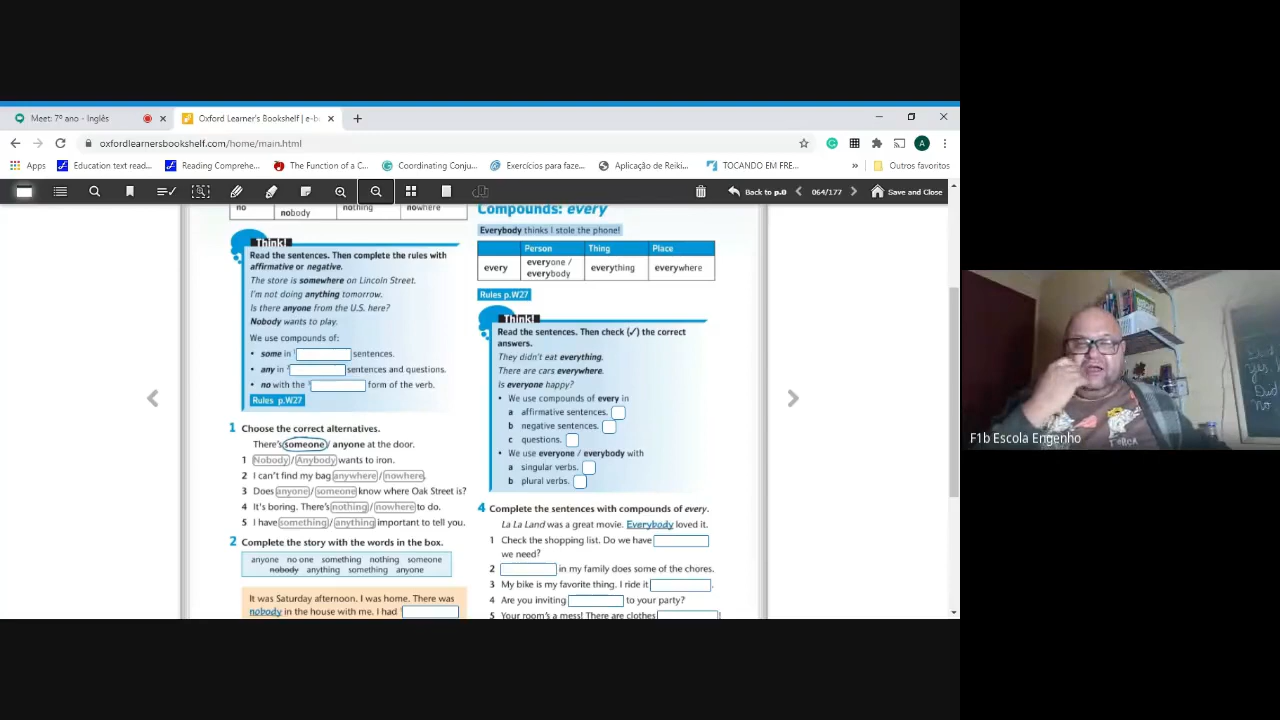 Meet: 7º ano - Inglês
Oxford Learner's Bookshelf | e-b
oxfordlearnersbookshelf.com/home/main.html
Apps
Education text read...
Reading Comprehe...
The Function of a C...
Coordinating Conju...
Exercícios para faze...
Aplicação de Reiki...
TOCANDO EM FRE...
Outros favoritos
Back to p.0
064/177
Save and Close
no
nobody
nothing
nowhere
Think!
Read the sentences. Then complete the rules with
affirmative or negative.
The store is somewhere on Lincoln Street.
I'm not doing anything tomorrow.
Is there anyone from the U.S. here?
Nobody wants to play.
We use compounds of:
• some in 1 sentences.
• any in 2 sentences and questions.
• no with the 3 form of the verb.
Rules p.W27
1 Choose the correct alternatives.
There's someone / anyone at the door.
1 Nobody / Anybody wants to iron.
2 I can't find my bag anywhere / nowhere.
3 Does anyone / someone know where Oak Street is?
4 It's boring. There's nothing / nowhere to do.
5 I have something / anything important to tell you.
2 Complete the story with the words in the box.
anyone no one something nothing someone
nobody anything something anyone
It was Saturday afternoon. I was home. There was
nobody in the house with me. I had 1
Compounds: every
Everybody thinks I stole the phone!
Person Thing Place
every everyone / everybody everything everywhere
Rules p.W27
Think!
Read the sentences. Then check (✓) the correct
answers.
They didn't eat everything.
There are cars everywhere.
Is everyone happy?
• We use compounds of every in
a affirmative sentences.
b negative sentences.
c questions.
• We use everyone / everybody with
a singular verbs.
b plural verbs.
4 Complete the sentences with compounds of every.
La La Land was a great movie. Everybody loved it.
1 Check the shopping list. Do we have
we need?
2 in my family does some of the chores.
3 My bike is my favorite thing. I ride it .
4 Are you inviting to your party?
5 Your room's a mess! There are clothes !
F1b Escola Engenho
Did
yes,
Did
No